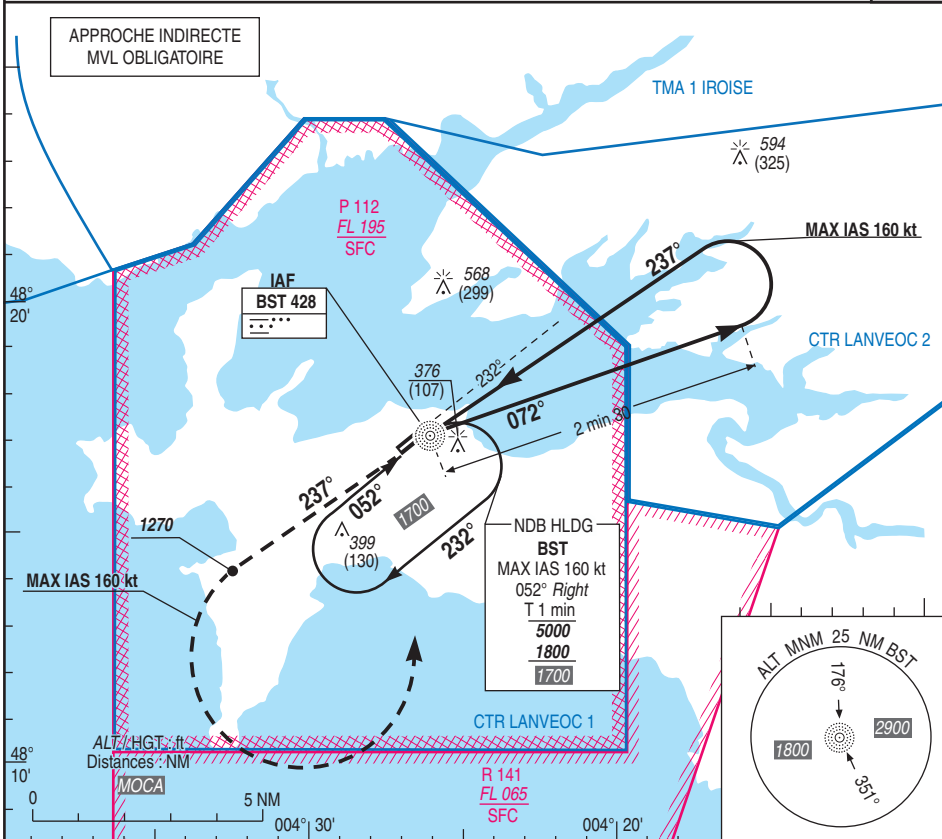 APPROCHE INDIRECTE
MVL OBLIGATOIRE
TMA 1 IROISE
594
(325)
P 112
FL 195
SFC
MAX IAS 160 kt
237°
568
(299)
IAF
BST 428
48°
20'
CTR LANVEOC 2
376
(107)
232°
072°
2 min 30
237°
052°
1700
399
(130)
232°
1270
MAX IAS 160 kt
NDB HLDG
BST
MAX IAS 160 kt
052° Right
T 1 min
5000
1800
1700
ALT MNM 25 NM BST
176°
1800
2900
351°
CTR LANVEOC 1
ALT / HGT : ft
Distances : NM
MOCA
48°
10'
R 141
FL 065
SFC
0
5 NM
004° 30'
004° 20'